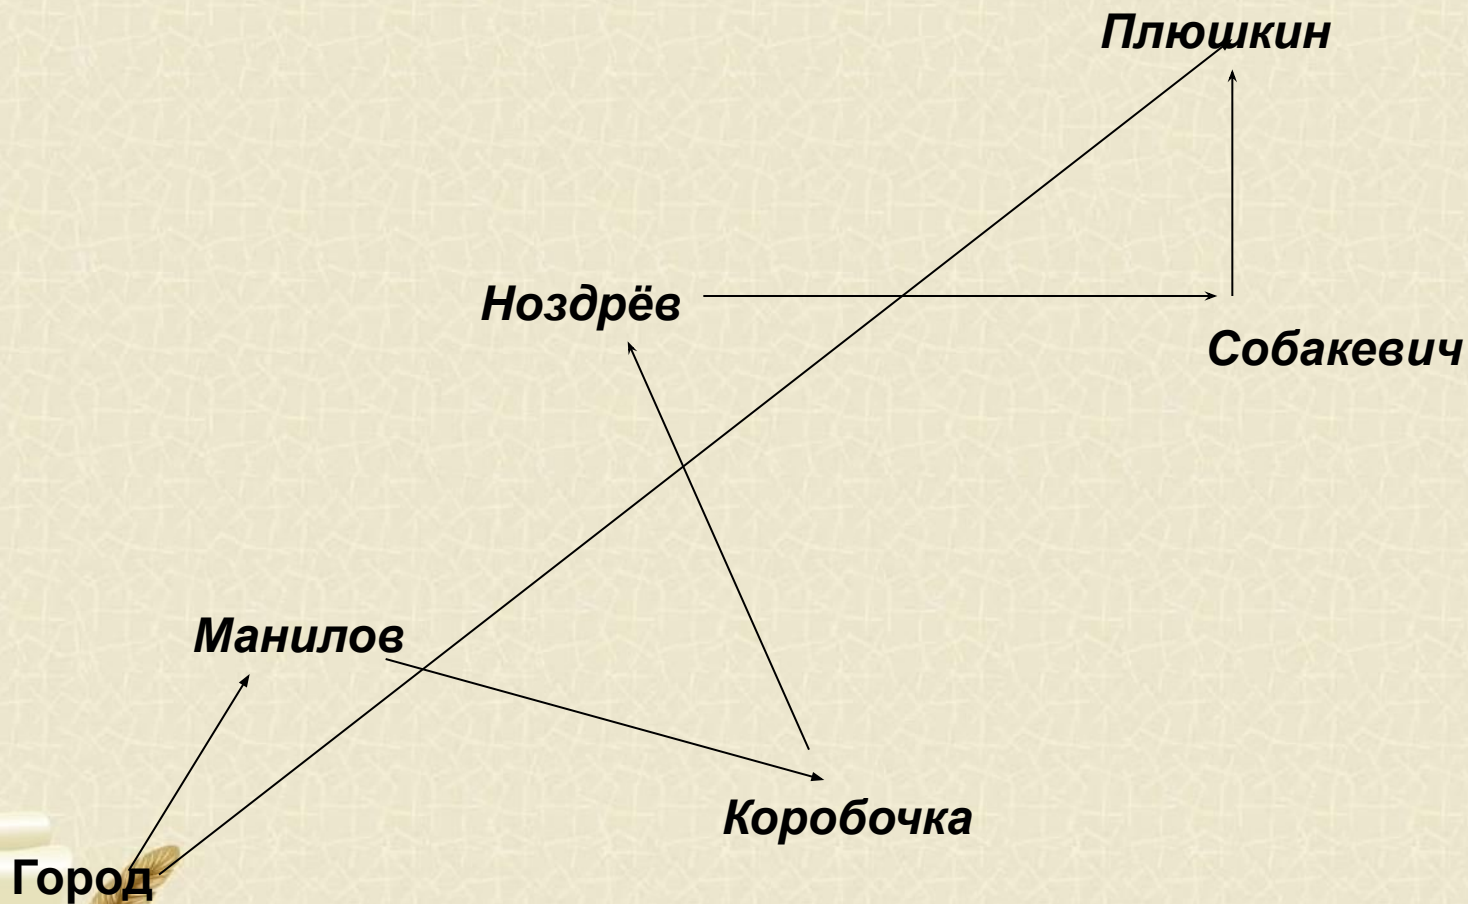 Плюшкин
Ноздрёв
Собакевич
Манилов
Коробочка
Город